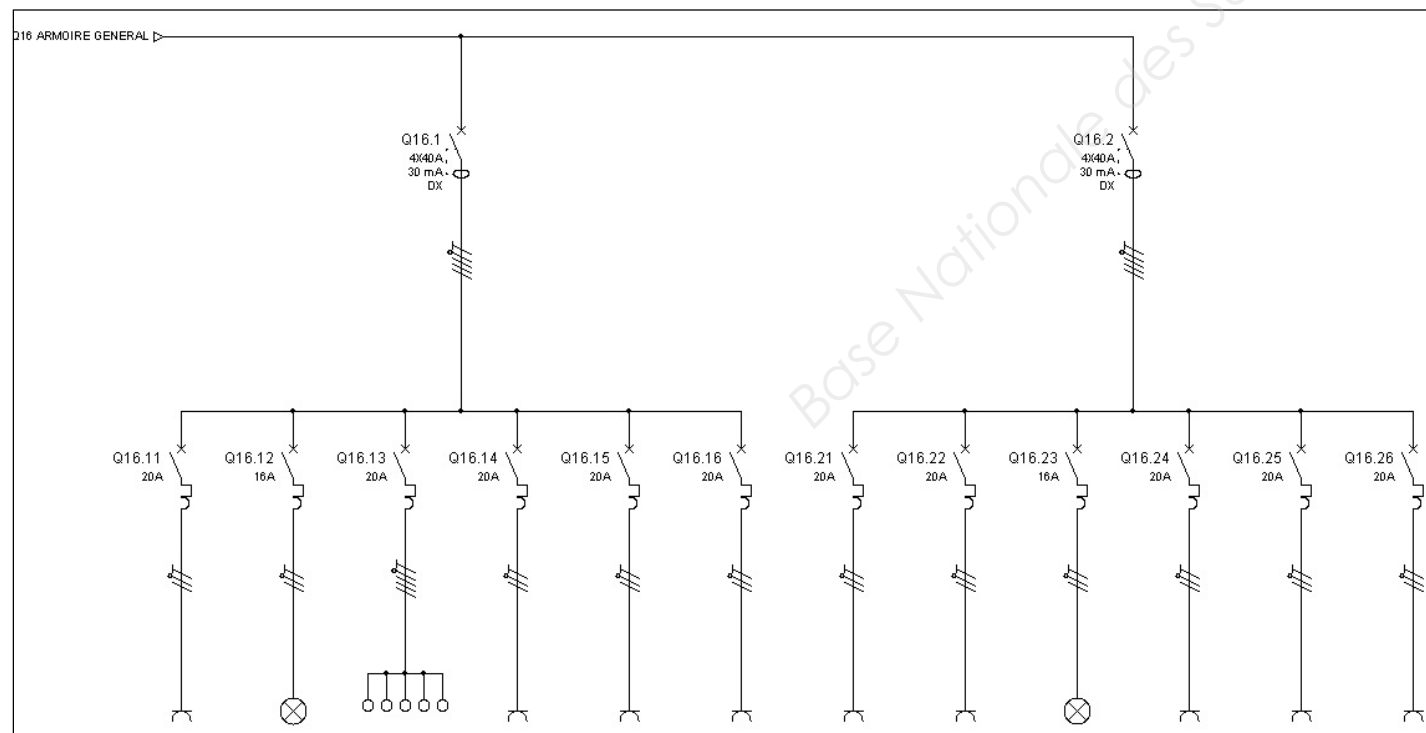 Q16 ARMOIRE GENERAL
Q16.1
4X40A
30 mA
DX
Q16.2
4X40A
30 mA
DX
Q16.11
20A
Q16.12
16A
Q16.13
20A
Q16.14
20A
Q16.15
20A
Q16.16
20A
Q16.21
20A
Q16.22
20A
Q16.23
16A
Q16.24
20A
Q16.25
20A
Q16.26
20A
Base Nationale des